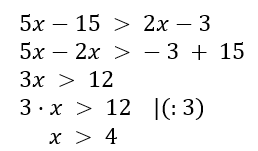 5x − 15 > 2x − 3
5x − 2x > − 3 + 15
3x > 12
3 · x > 12 |(: 3)
x > 4